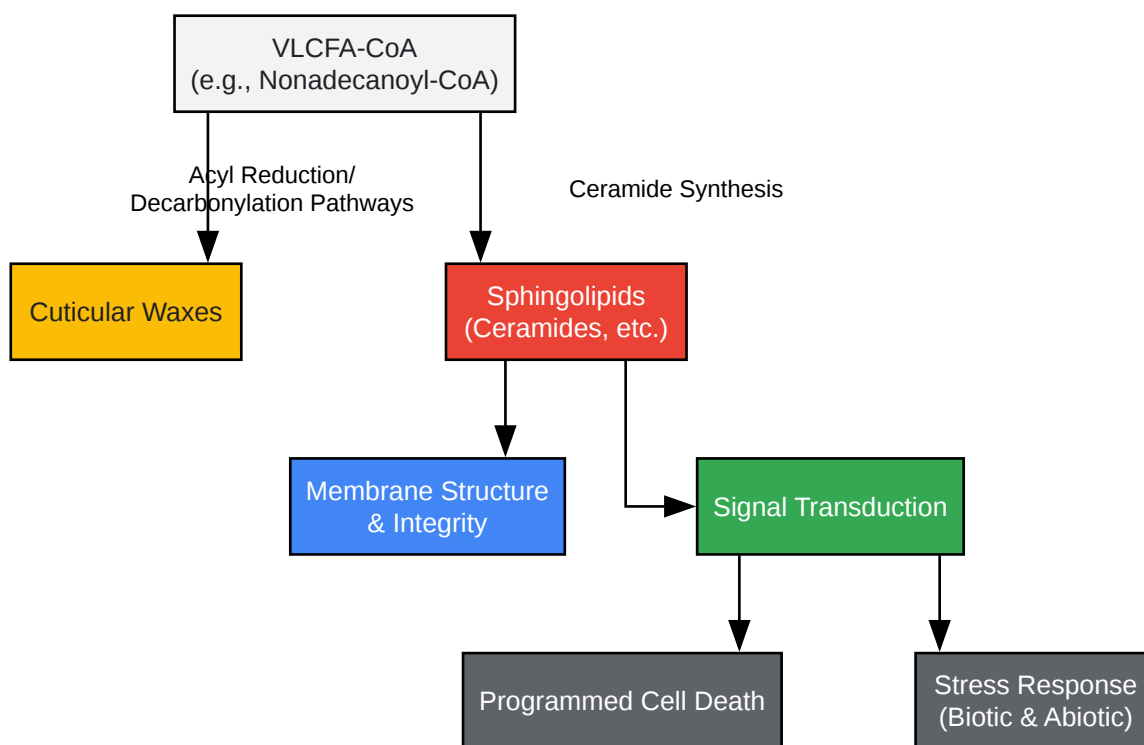 VLCFA-CoA
(e.g., Nonadecanoyl-CoA)
Acyl Reduction/
Decarbonylation Pathways
Ceramide Synthesis
Cuticular Waxes
Sphingolipids
(Ceramides, etc.)
Membrane Structure
& Integrity
Signal Transduction
Programmed Cell Death
Stress Response
(Biotic & Abiotic)